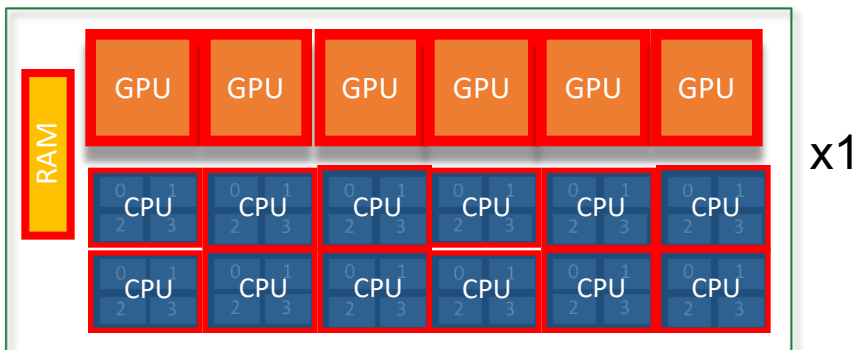 GPU GPU GPU GPU GPU GPU
RAM
x1
0 1 0 1 0 1 0 1 0 1 0 1
CPU CPU CPU CPU CPU CPU
2 3 2 3 2 3 2 3 2 3 2 3
0 1 0 1 0 1 0 1 0 1 0 1
CPU CPU CPU CPU CPU CPU
2 3 2 3 2 3 2 3 2 3 2 3